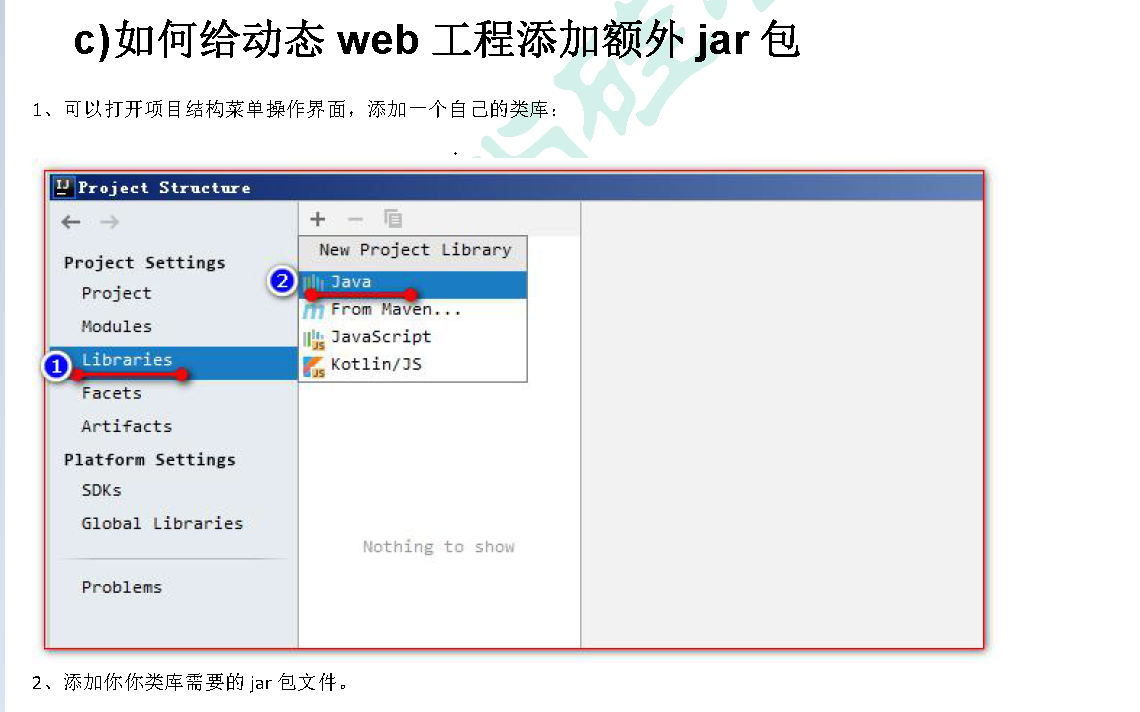 c)如何给动态 web 工程添加额外 jar 包
1、可以打开项目结构菜单操作界面，添加一个自己的类库：
IJ Project Structure
New Project Library
Project Settings
2 Java
Project
From Maven...
Modules
JavaScript
1 Libraries
Kotlin/JS
Facets
Artifacts
Platform Settings
SDKs
Global Libraries
Nothing to show
Problems
2、添加你你类库需要的 jar 包文件。